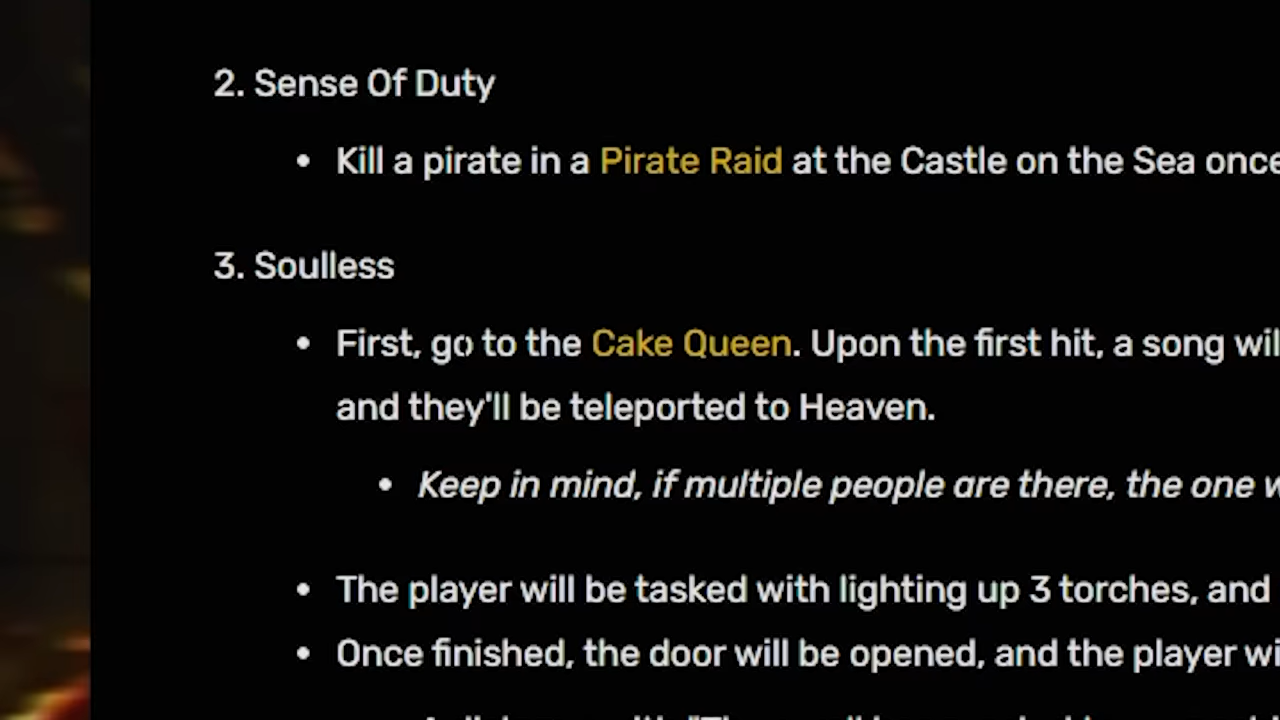 2. Sense Of Duty
• Kill a pirate in a Pirate Raid at the Castle on the Sea once
3. Soulless
• First, go to the Cake Queen. Upon the first hit, a song wil
and they'll be teleported to Heaven.
• Keep in mind, if multiple people are there, the one w
• The player will be tasked with lighting up 3 torches, and
• Once finished, the door will be opened, and the player wi